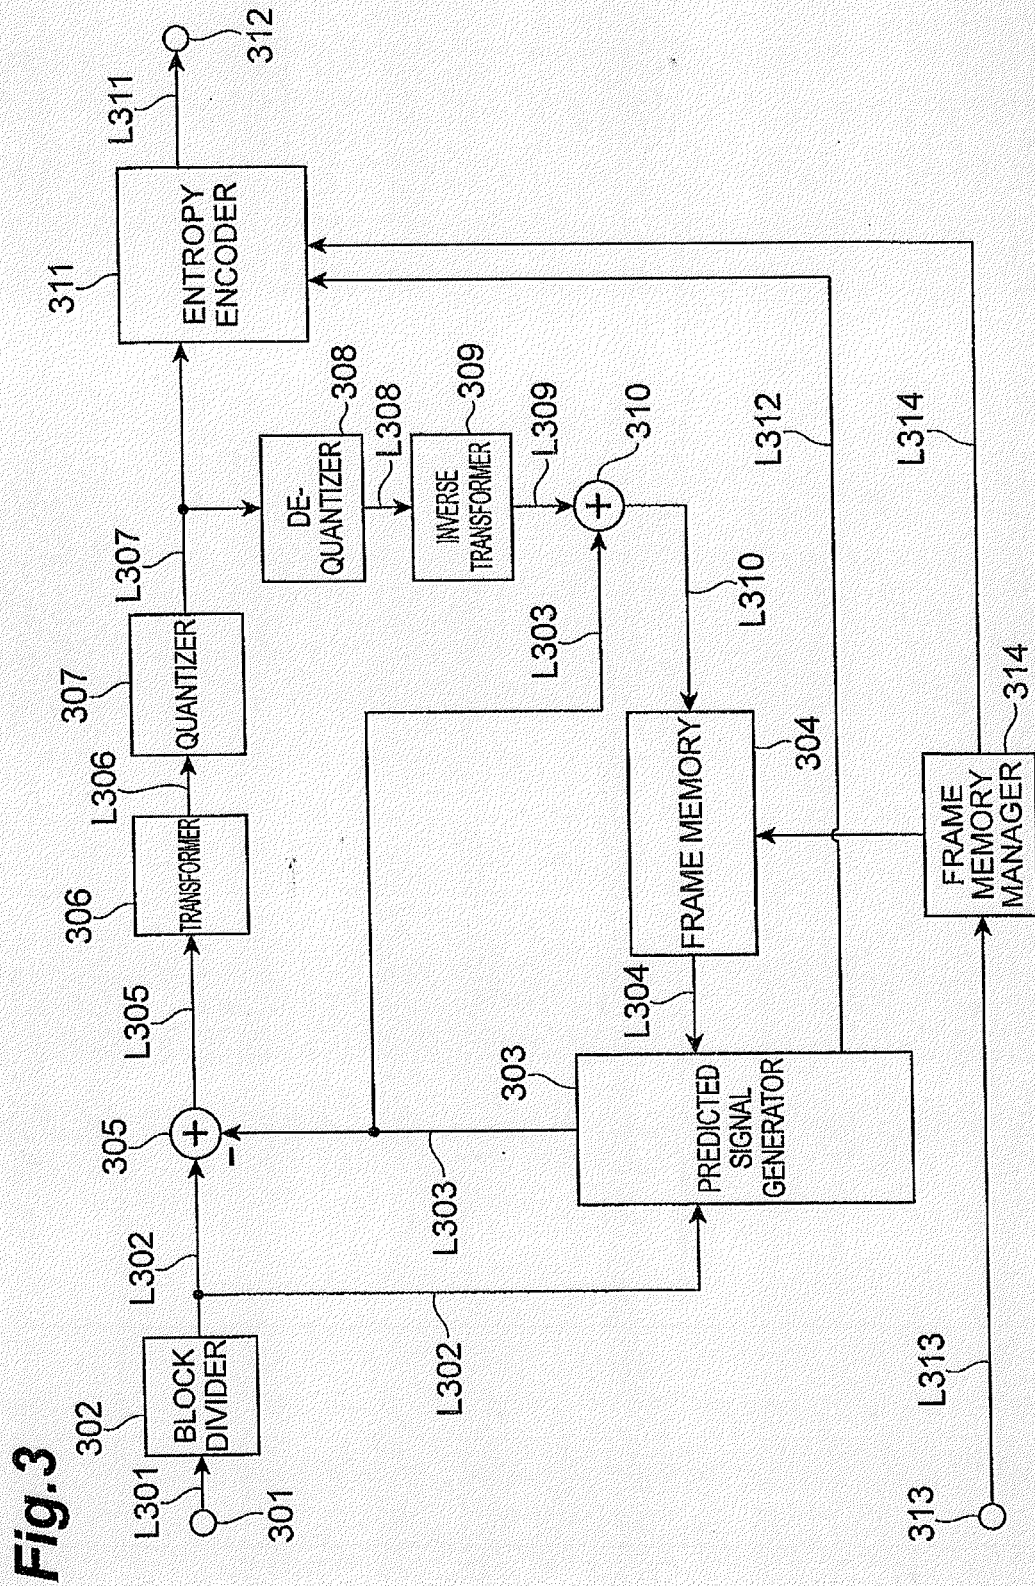 Fig.3
301
L301
302
BLOCK
DIVIDER
L302
L302
305
+
-
L305
306
TRANSFORMER
L306
307
QUANTIZER
L307
311
ENTROPY
ENCODER
L311
312
DE-
QUANTIZER
308
L308
INVERSE
TRANSFORMER
309
L309
+
310
L303
L303
L310
303
PREDICTED
SIGNAL
GENERATOR
L304
FRAME MEMORY
304
L312
313
L313
FRAME
MEMORY
MANAGER
314
L314